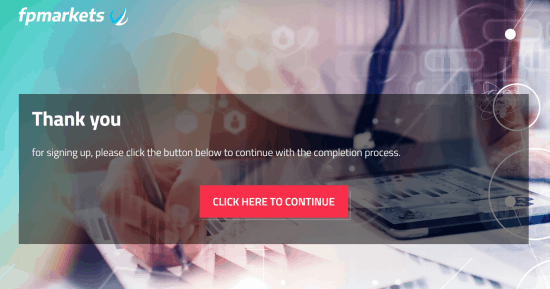 fpmarkets
Thank you
for signing up, please click the button below to continue with the completion process.
CLICK HERE TO CONTINUE